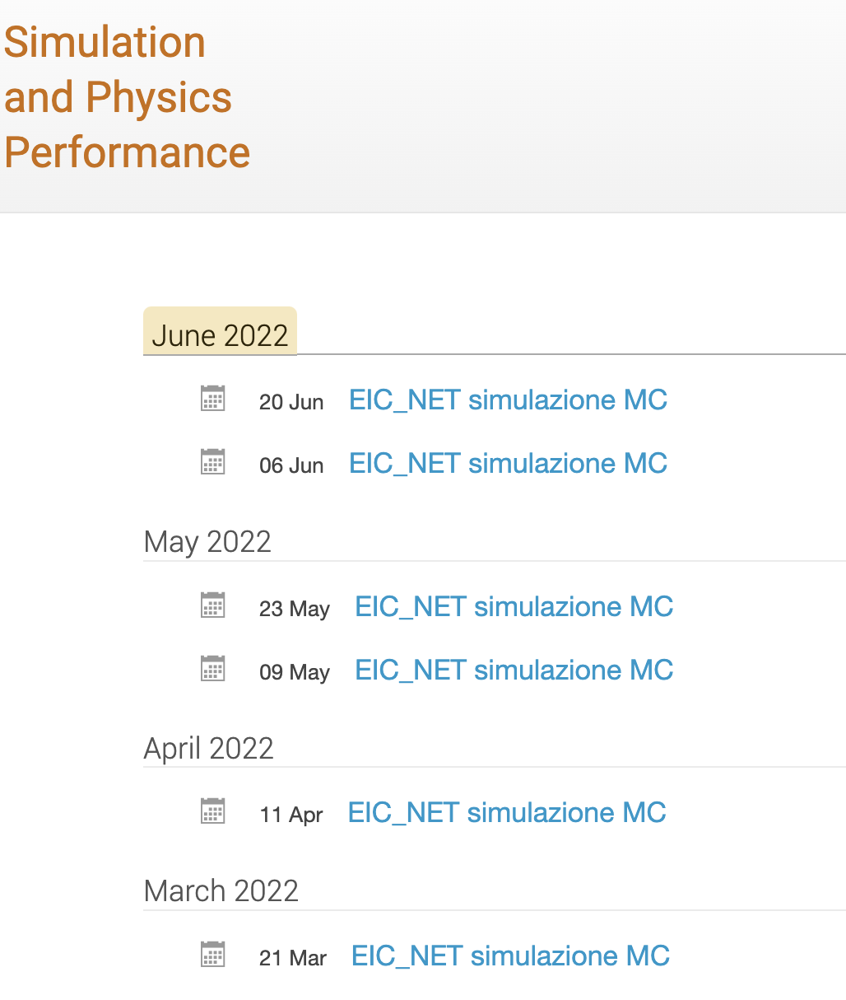 Simulation
and Physics
Performance
June 2022
20 Jun EIC_NET simulazione MC
06 Jun EIC_NET simulazione MC
May 2022
23 May EIC_NET simulazione MC
09 May EIC_NET simulazione MC
April 2022
11 Apr EIC_NET simulazione MC
March 2022
21 Mar EIC_NET simulazione MC